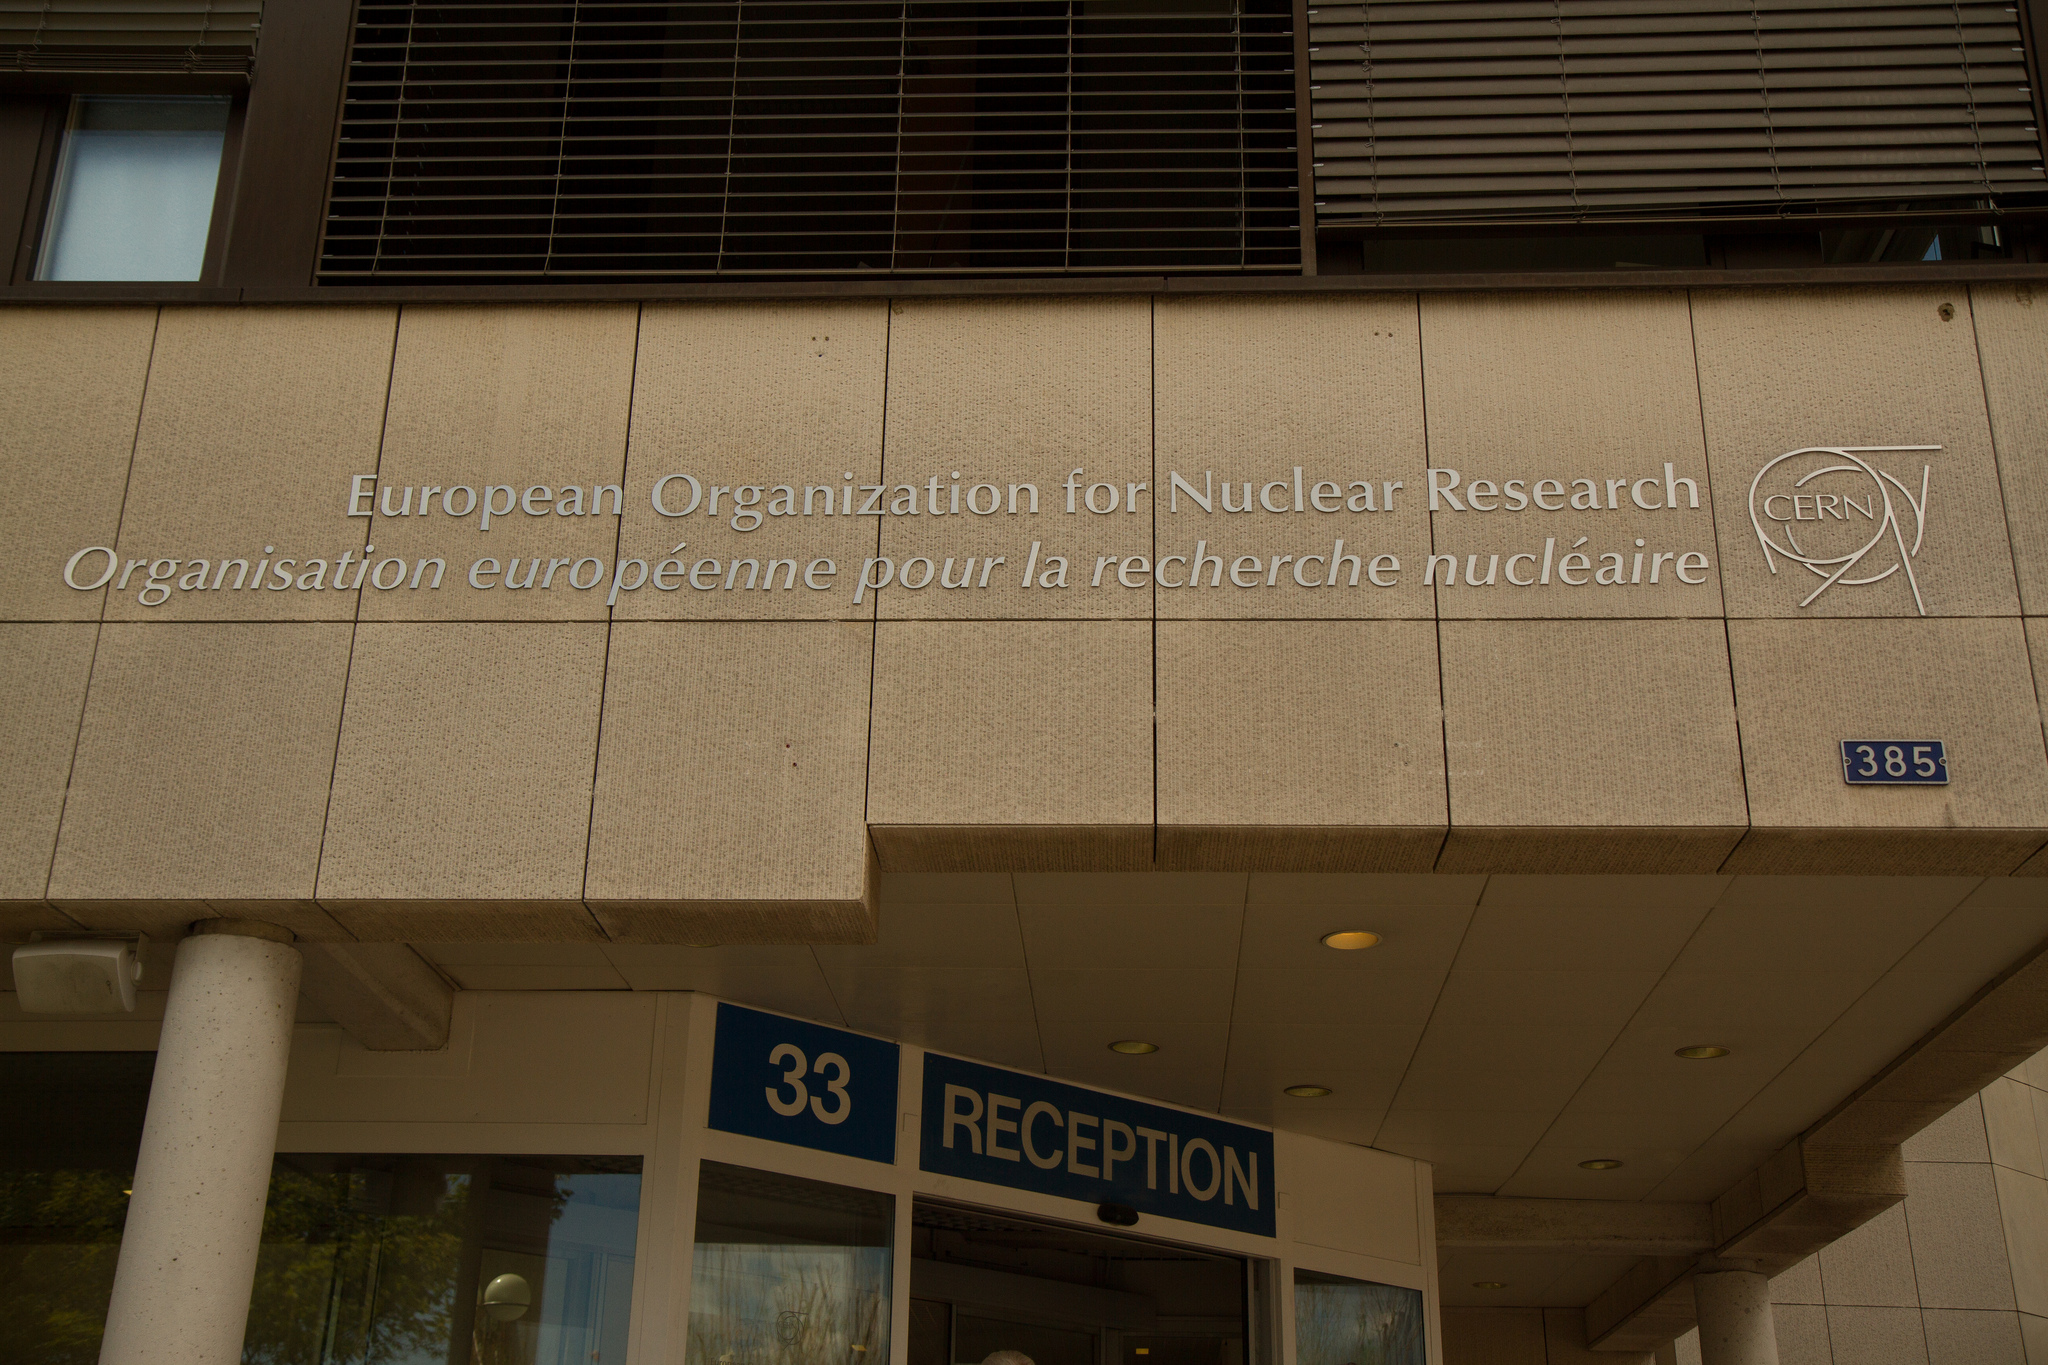 European Organization for Nuclear Research
Organisation européenne pour la recherche nucléaire
CERN
385
33
RECEPTION